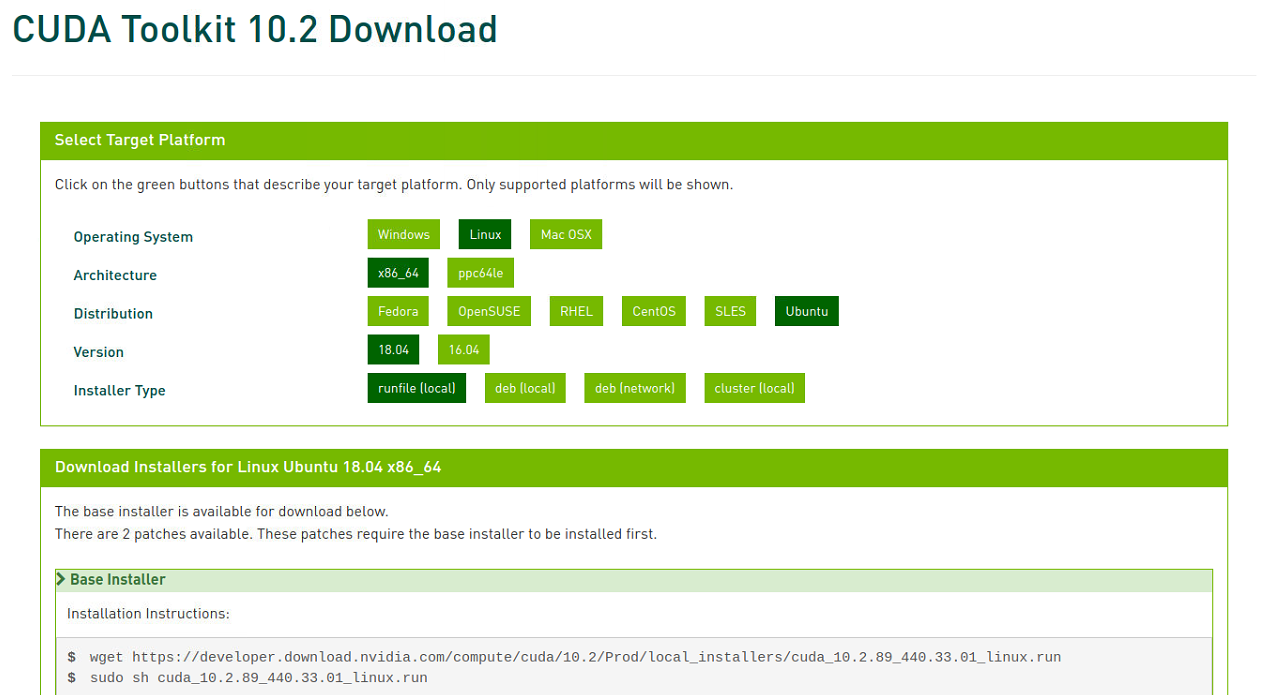 CUDA Toolkit 10.2 Download
Select Target Platform
Click on the green buttons that describe your target platform. Only supported platforms will be shown.
Operating System Windows Linux Mac OSX
Architecture x86_64 ppc64le
Distribution Fedora OpenSUSE RHEL CentOS SLES Ubuntu
Version 18.04 16.04
Installer Type runfile (local) deb (local) deb (network) cluster (local)
Download Installers for Linux Ubuntu 18.04 x86_64
The base installer is available for download below.
There are 2 patches available. These patches require the base installer to be installed first.
Base Installer
Installation Instructions:
$ wget https://developer.download.nvidia.com/compute/cuda/10.2/Prod/local_installers/cuda_10.2.89_440.33.01_linux.run
$ sudo sh cuda_10.2.89_440.33.01_linux.run